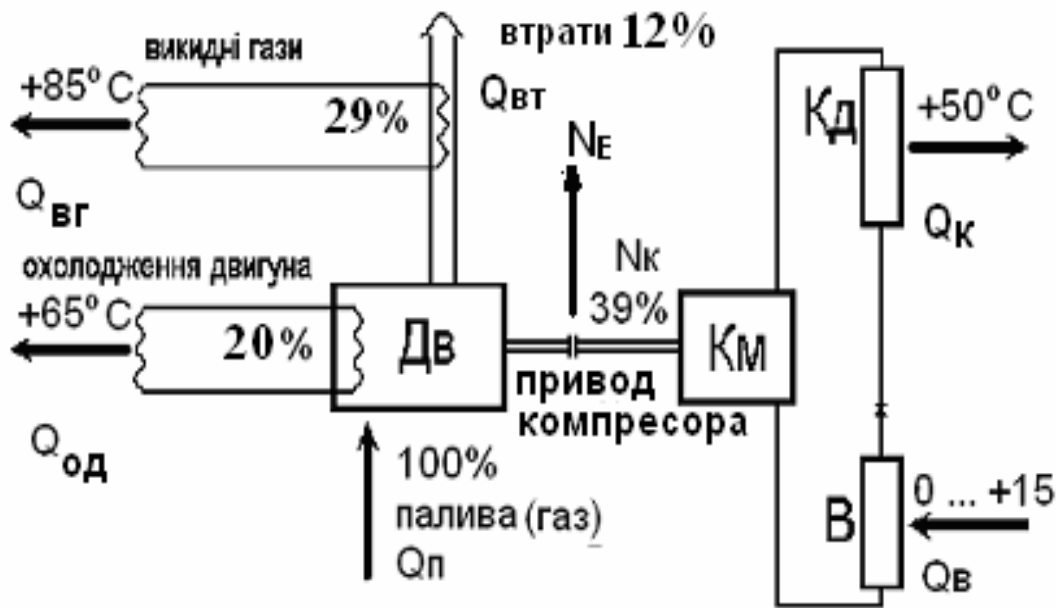 втрати 12%
викидні гази
+85° C
29%
Qвт
Qвг
NЕ
Кд
+50° C
Qк
охолодження двигуна
+65° C
20%
Дв
Nк
39%
Км
привод
компресора
Qод
100%
палива (газ)
Qп
В
0 ... +15
Qв